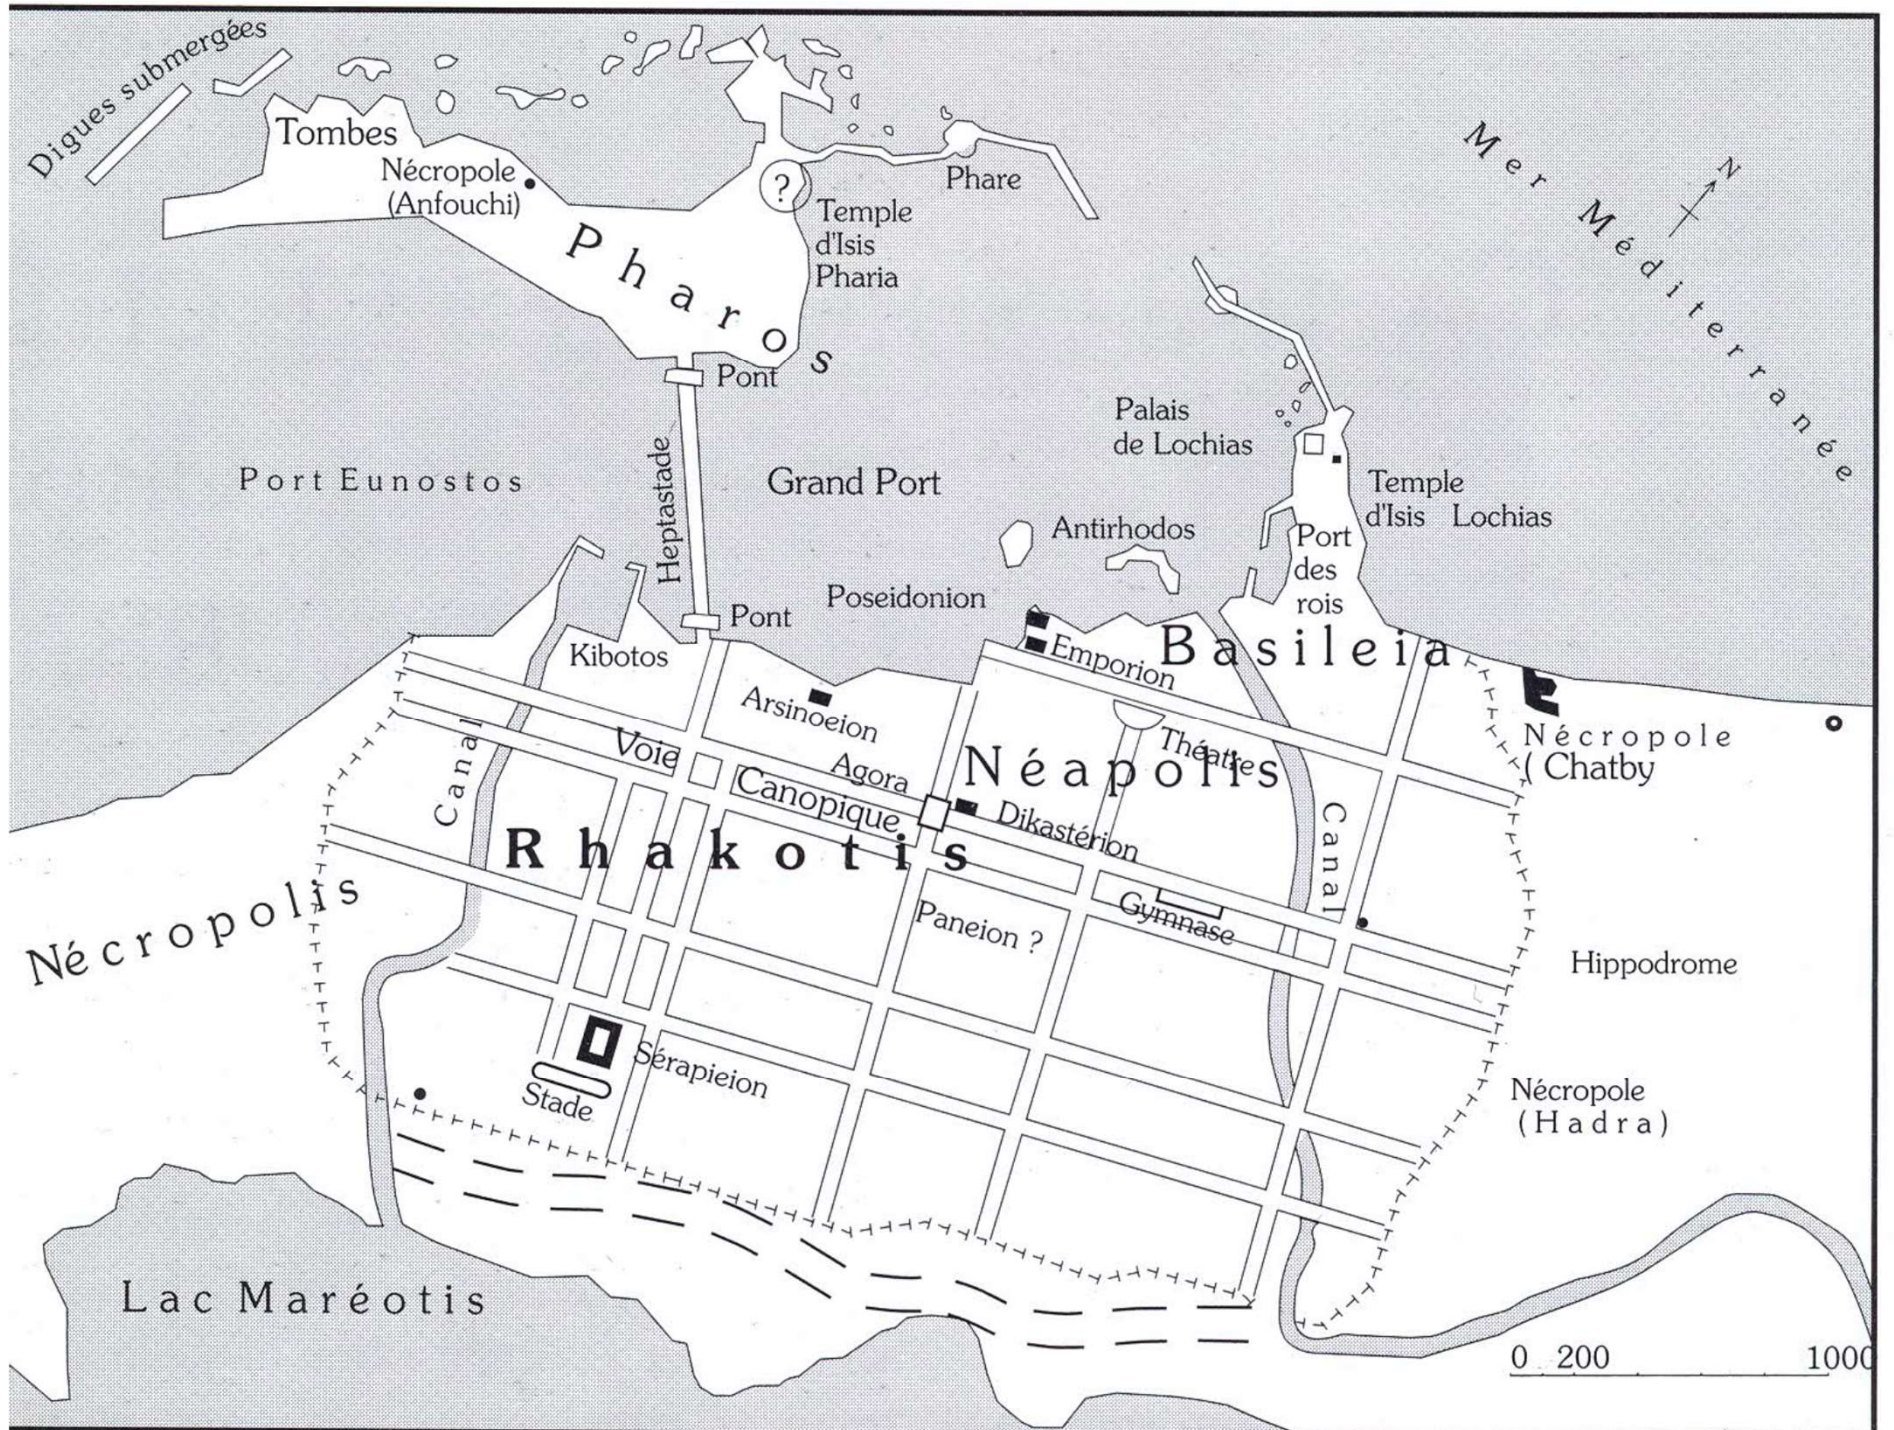 Digues submergées
Tombes
Nécropole
(Anfouchi)
?
Phare
Temple
d'Isis
Pharia
Pharos
Mer Méditerranée
N
Pont
Palais
de Lochias
Port Eunostos
Heptastade
Grand Port
Temple
d'Isis Lochias
Antirhodos
Port
des
rois
Poseidonion
Pont
Kibotos
Emporion
Basileia
Arsinoeion
Nécropole
( Chatby
Voie
Canopique
Agora
Théatre
Néapolis
Canal
Dikastérion
Canal
Rhakotis
Nécropolis
Gymnase
Paneion ?
Hippodrome
Sérapieion
Stade
Nécropole
(Hadra)
Lac Maréotis
0 200 1000